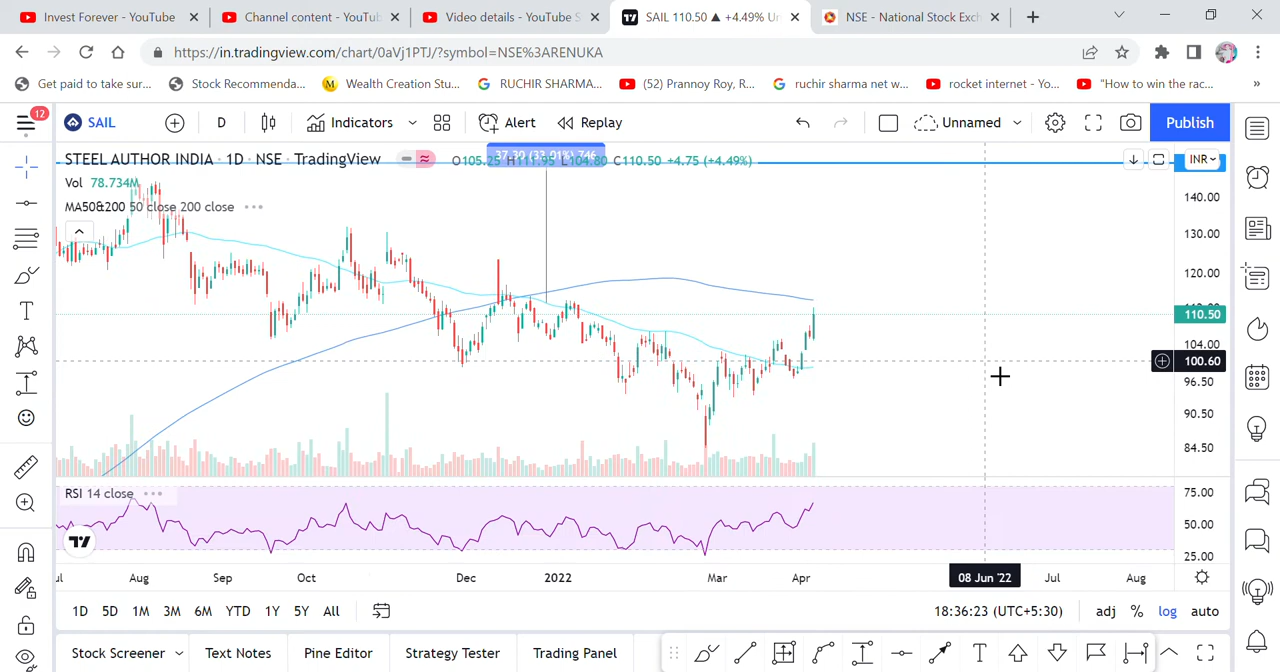 Invest Forever - YouTube
Channel content - YouTub
Video details - YouTube S
SAIL 110.50 ▲ +4.49% Un
NSE - National Stock Exch
https://in.tradingview.com/chart/0aVj1PTJ/?symbol=NSE%3ARENUKA
Get paid to take sur...
Stock Recommenda...
Wealth Creation Stu...
RUCHIR SHARMA...
(52) Prannoy Roy, R...
ruchir sharma net w...
rocket internet - Yo...
"How to win the rac...
»
12
SAIL
D
Indicators
Alert
Replay
Unnamed
Publish
STEEL AUTHOR INDIA · 1D · NSE · TradingView
O105.25 H111.95 L104.80 C110.50 +4.75 (+4.49%)
37.30 (33.01%) 746
INR
Vol 78.734M
MA50&200 50 close 200 close
140.00
130.00
120.00
110.50
104.00
100.60
96.50
90.50
84.50
RSI 14 close
75.00
50.00
25.00
Aug
Sep
Oct
Dec
2022
Mar
Apr
08 Jun '22
Jul
Aug
1D
5D
1M
3M
6M
YTD
1Y
5Y
All
18:36:23 (UTC+5:30)
adj
%
log
auto
Stock Screener
Text Notes
Pine Editor
Strategy Tester
Trading Panel